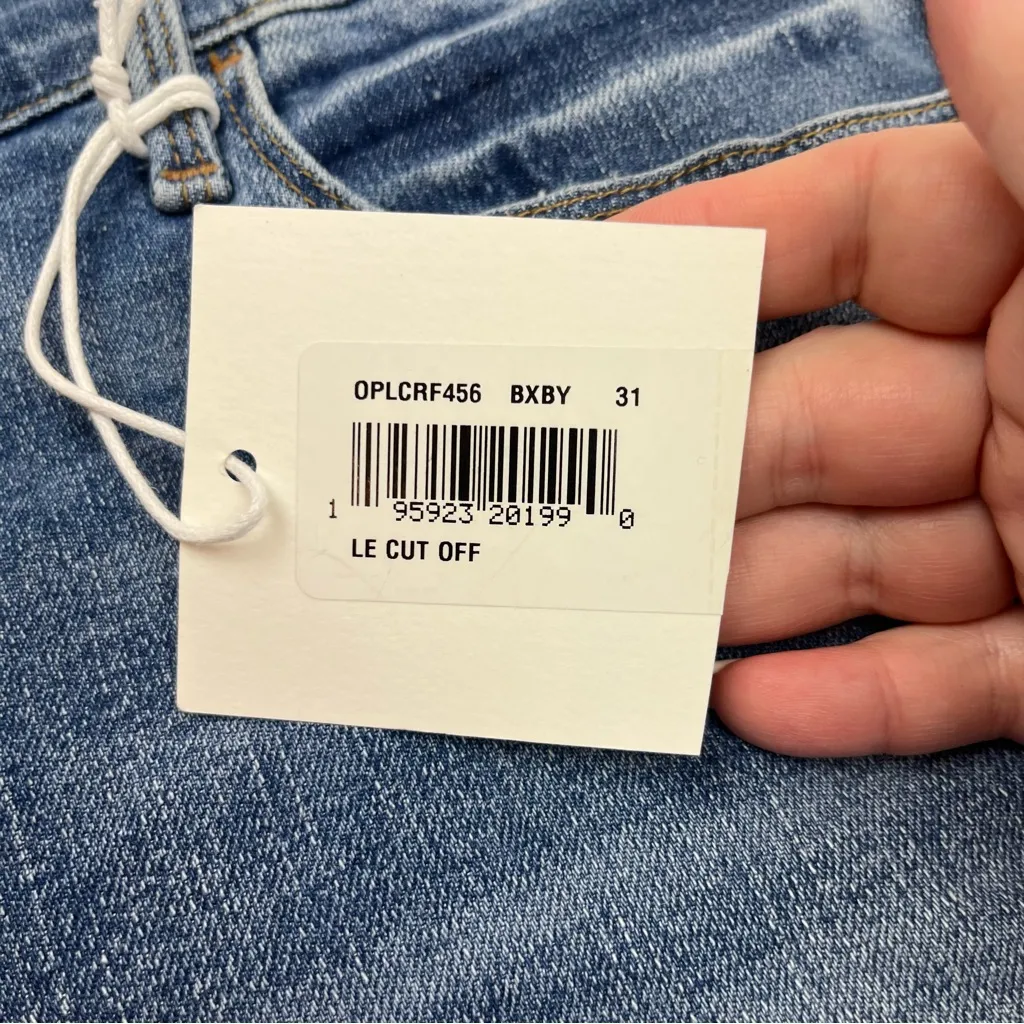 OPLCRF456 BXBY 31
1 95923 20199 0
LE CUT OFF